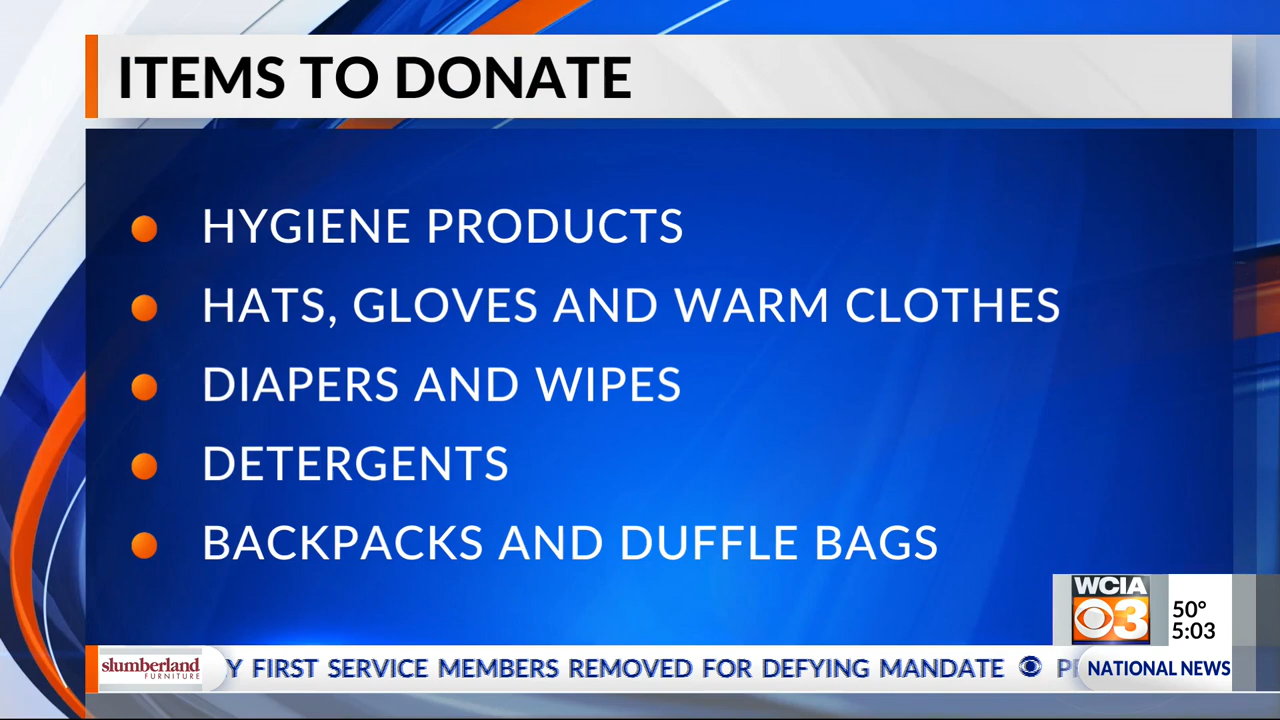 ITEMS TO DONATE
HYGIENE PRODUCTS
HATS, GLOVES AND WARM CLOTHES
DIAPERS AND WIPES
DETERGENTS
BACKPACKS AND DUFFLE BAGS
WCIA
3
50°
5:03
slumberland
FURNITURE
Y FIRST SERVICE MEMBERS REMOVED FOR DEFYING MANDATE
NATIONAL NEWS